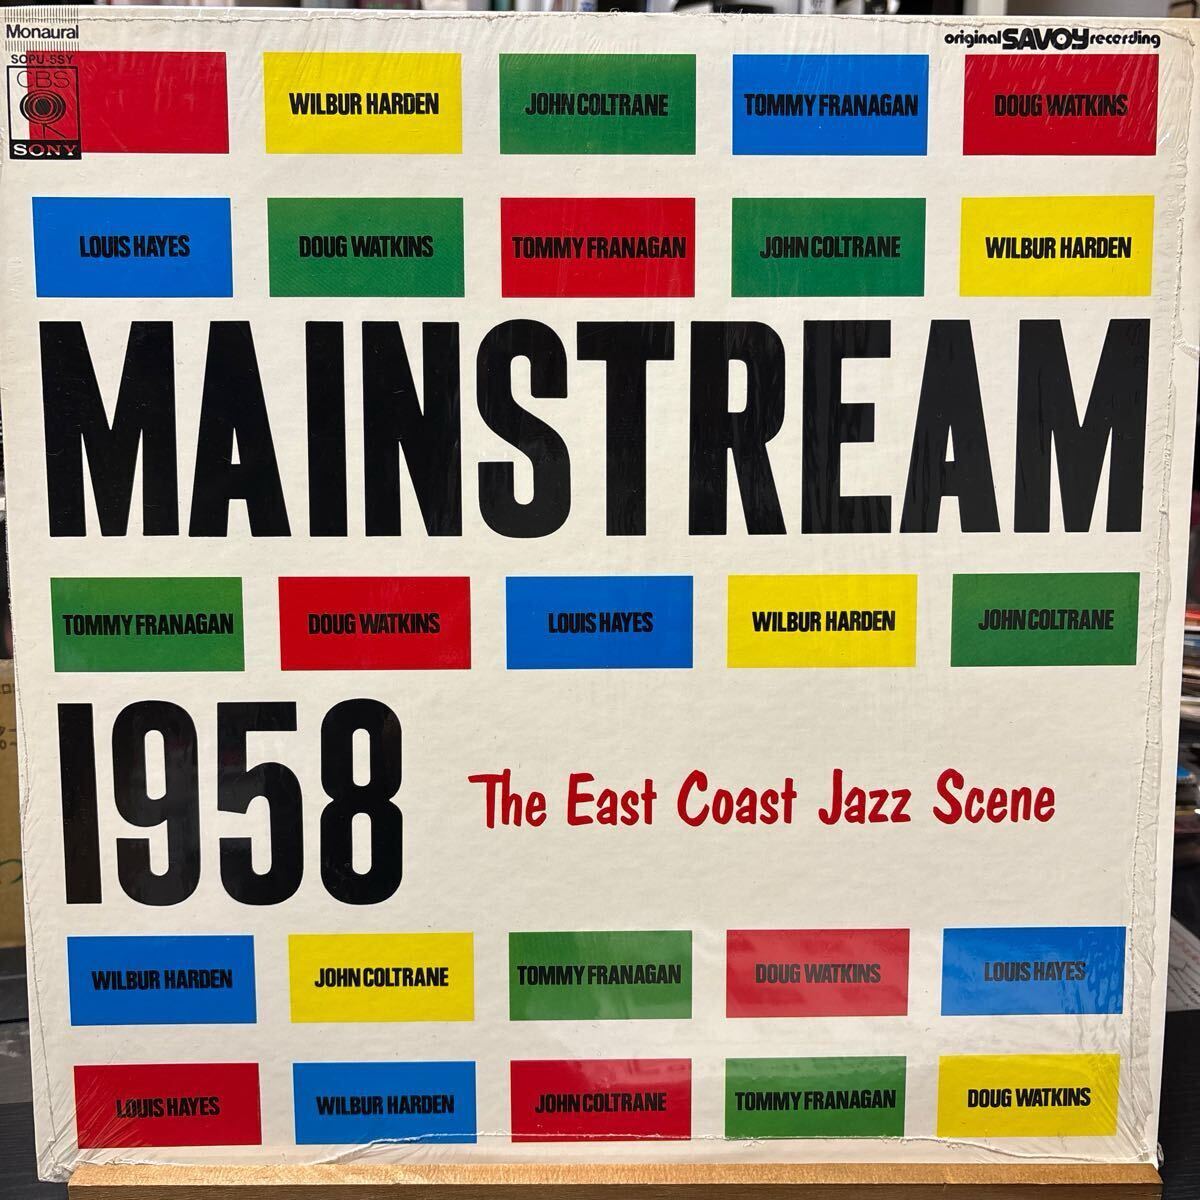 Monaural
original SAVOY recording
SOPU-5SY
CBS
SONY
WILBUR HARDEN
JOHN COLTRANE
TOMMY FRANAGAN
DOUG WATKINS
LOUIS HAYES
DOUG WATKINS
TOMMY FRANAGAN
JOHN COLTRANE
WILBUR HARDEN
MAINSTREAM
TOMMY FRANAGAN
DOUG WATKINS
LOUIS HAYES
WILBUR HARDEN
JOHN COLTRANE
1958
The East Coast Jazz Scene
WILBUR HARDEN
JOHN COLTRANE
TOMMY FRANAGAN
DOUG WATKINS
LOUIS HAYES
LOUIS HAYES
WILBUR HARDEN
JOHN COLTRANE
TOMMY FRANAGAN
DOUG WATKINS